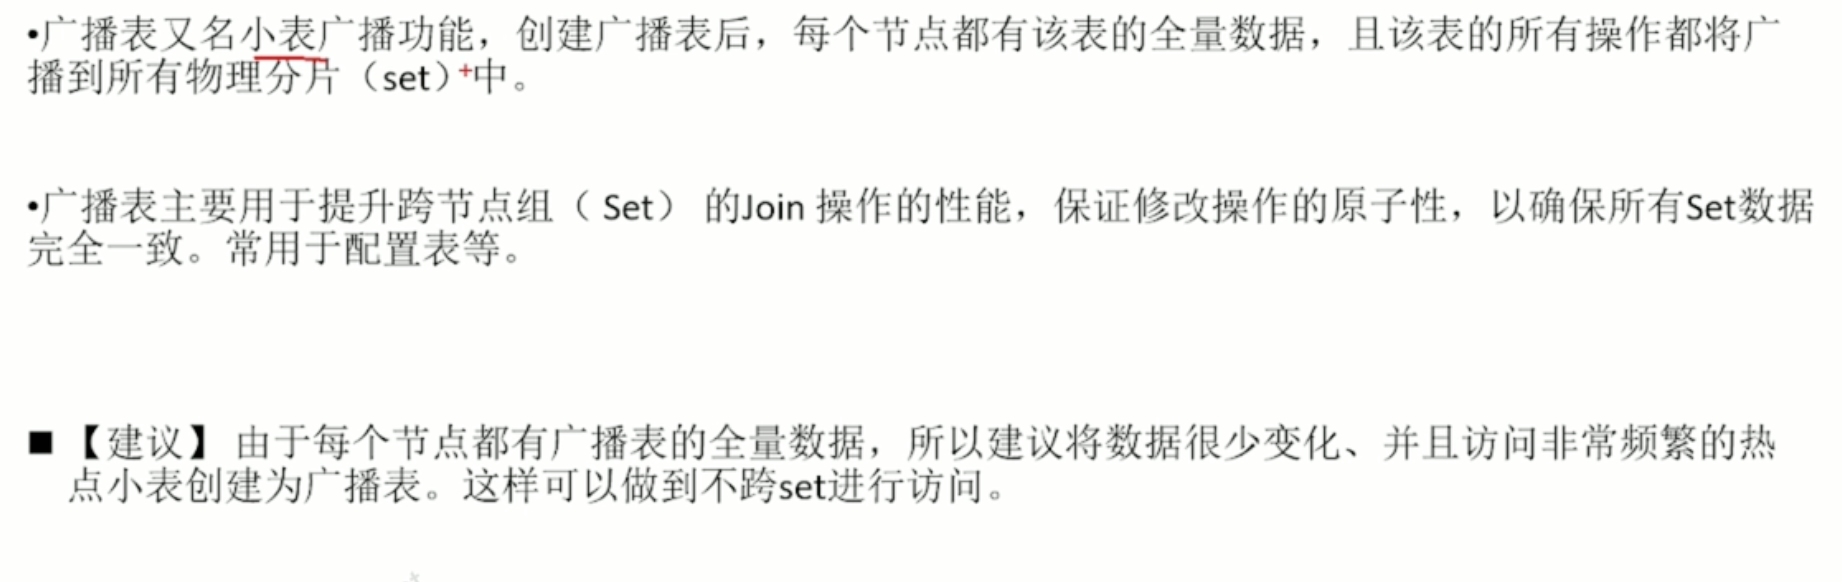 •广播表又名小表广播功能，创建广播表后，每个节点都有该表的全量数据，且该表的所有操作都将广
播到所有物理分片（set）中。
•广播表主要用于提升跨节点组（ Set） 的Join 操作的性能，保证修改操作的原子性，以确保所有Set数据
完全一致。常用于配置表等。
■ 【建议】 由于每个节点都有广播表的全量数据，所以建议将数据很少变化、并且访问非常频繁的热
点小表创建为广播表。这样可以做到不跨set进行访问。